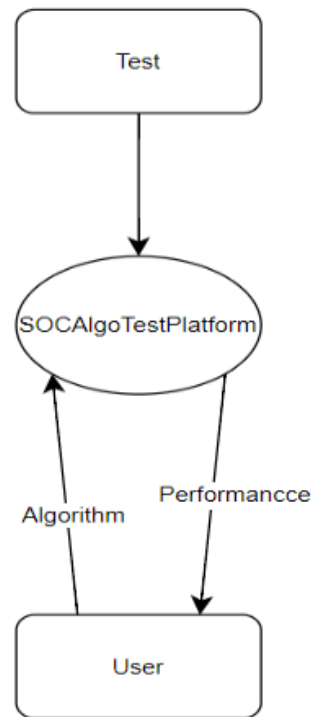 Test
SOCAlgoTestPlatform
Performancce
Algorithm
User